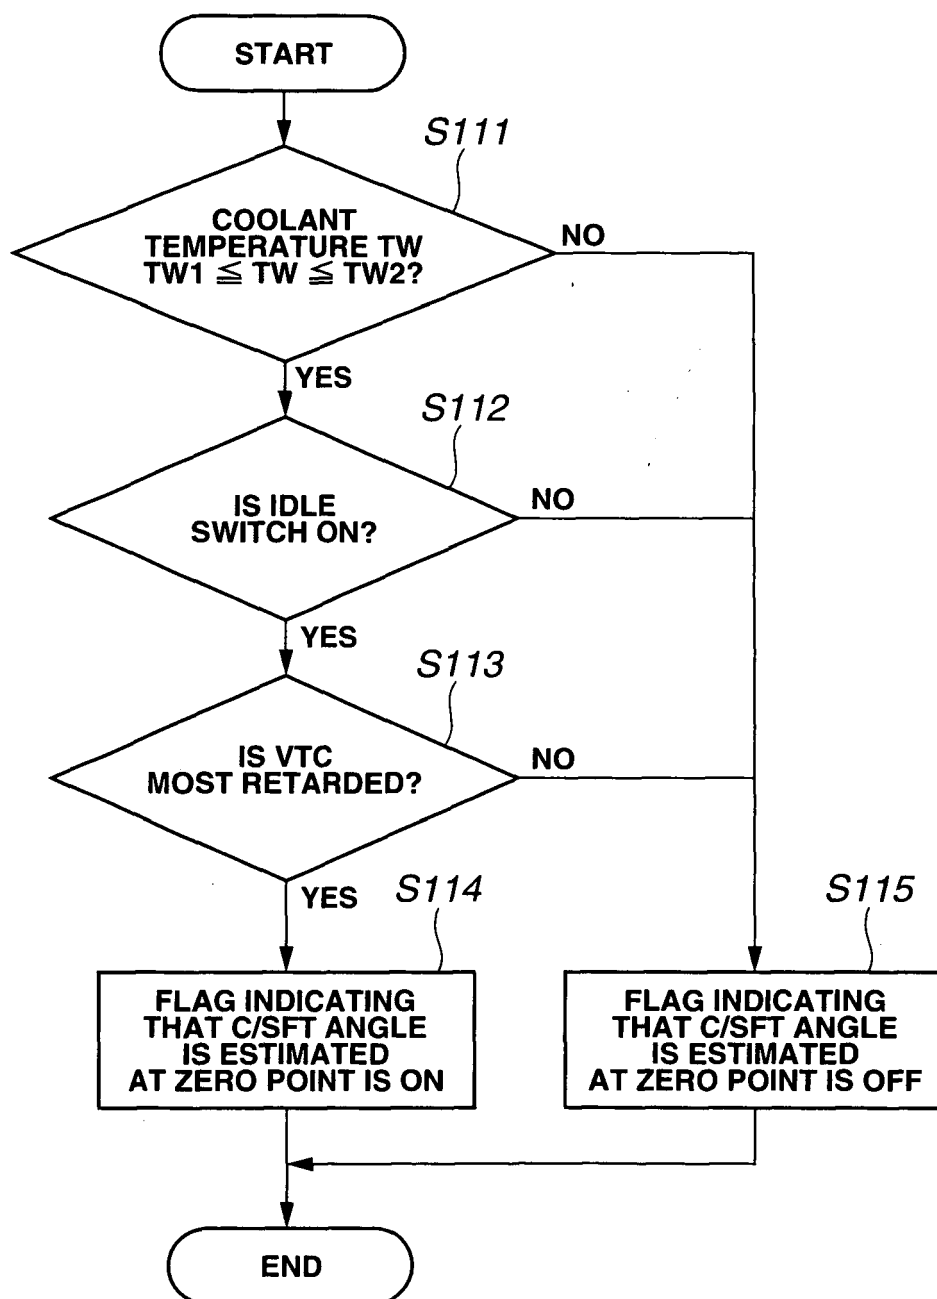 START
S111
COOLANT
TEMPERATURE TW
TW1 ≦ TW ≦ TW2?
NO
YES
S112
IS IDLE
SWITCH ON?
NO
YES
S113
IS VTC
MOST RETARDED?
NO
YES
S114
S115
FLAG INDICATING
THAT C/SFT ANGLE
IS ESTIMATED
AT ZERO POINT IS ON
FLAG INDICATING
THAT C/SFT ANGLE
IS ESTIMATED
AT ZERO POINT IS OFF
END